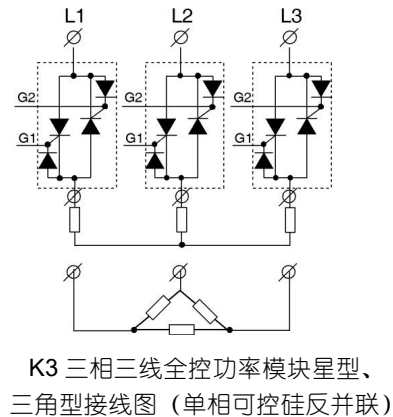 L1 L2 L3
G2 G2 G2
G1 G1 G1
K3 三相三线全控功率模块星型、
三角型接线图（单相可控硅反并联）